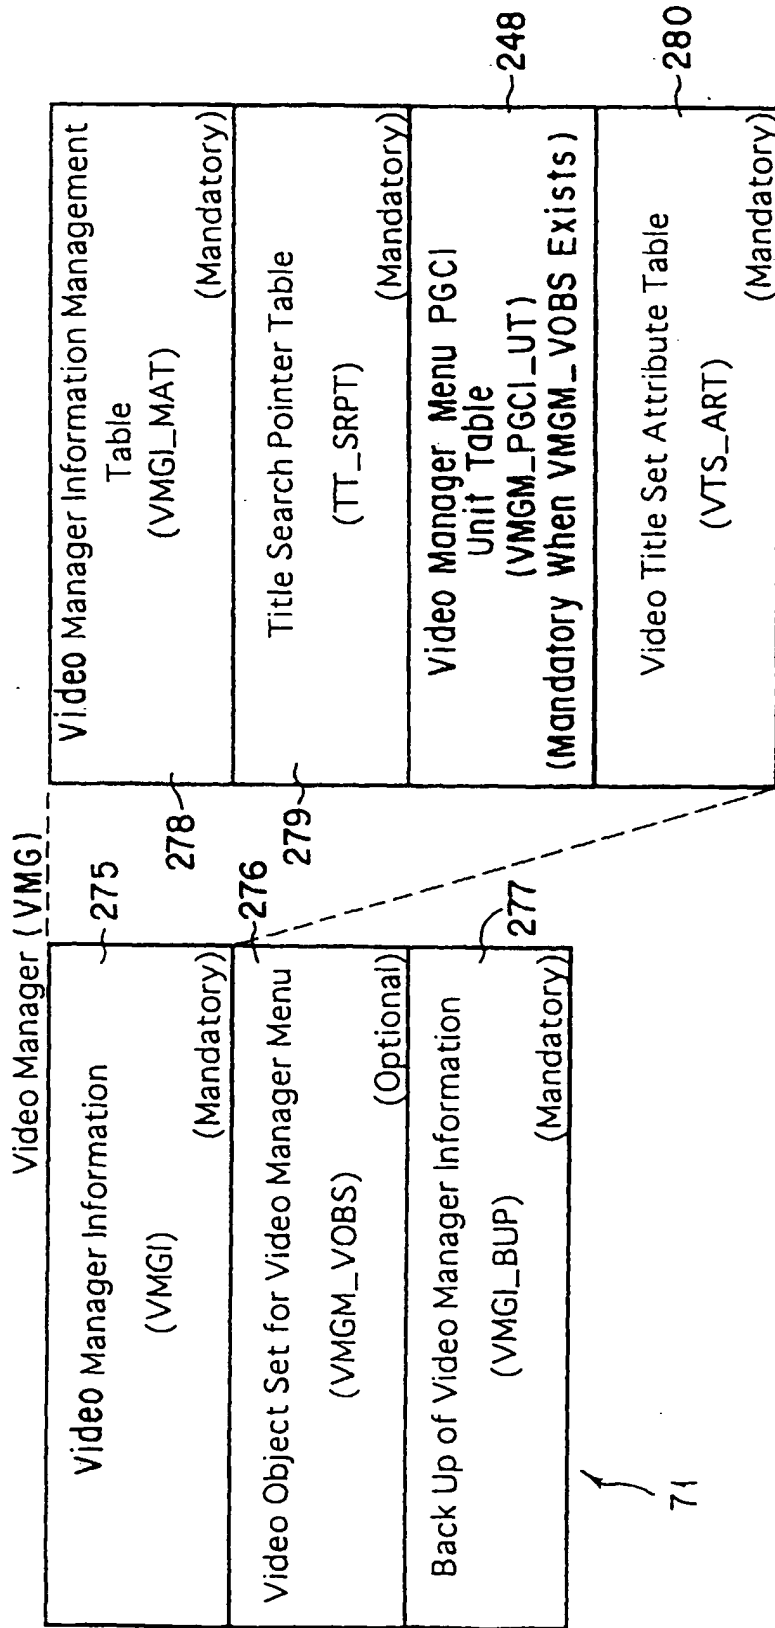 Video Manager (VMG)
Video Manager Information
(VMGI)
(Mandatory)
275
Video Object Set for Video Manager Menu
(VMGM_VOBS)
(Optional)
276
Back Up of Video Manager Information
(VMGI_BUP)
(Mandatory)
277
71
Video Manager Information Management
Table
(VMGI_MAT)
(Mandatory)
278
Title Search Pointer Table
(TT_SRPT)
(Mandatory)
279
Video Manager Menu PGCI
Unit Table
(VMGM_PGCI_UT)
(Mandatory When VMGM_VOBS Exists)
248
Video Title Set Attribute Table
(VTS_ART)
(Mandatory)
280